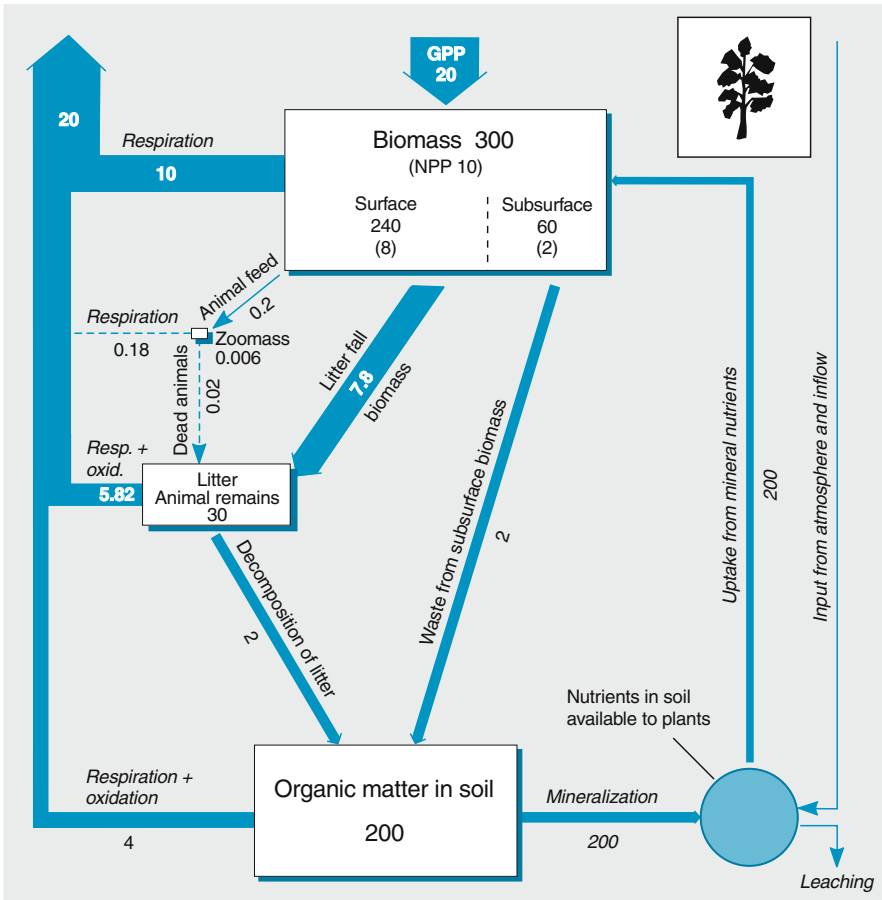 GPP
20
20
Respiration
10
Biomass 300
(NPP 10)
Surface
240
(8)
Subsurface
60
(2)
Animal feed
0.2
Respiration
0.18
Zoomass
0.006
Dead animals
0.02
Litter fall
7.8
biomass
Resp. +
oxid.
5.82
Litter
Animal remains
30
Decomposition of litter
2
Waste from subsurface biomass
2
Uptake from mineral nutrients
200
Input from atmosphere and inflow
Nutrients in soil
available to plants
Respiration +
oxidation
4
Organic matter in soil
200
Mineralization
200
Leaching